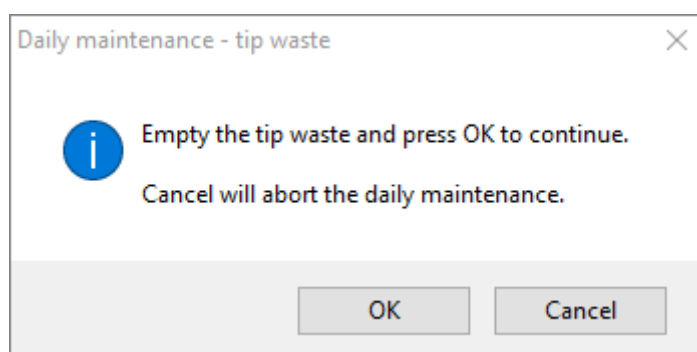 Daily maintenance - tip waste
Empty the tip waste and press OK to continue.
Cancel will abort the daily maintenance.
OK
Cancel